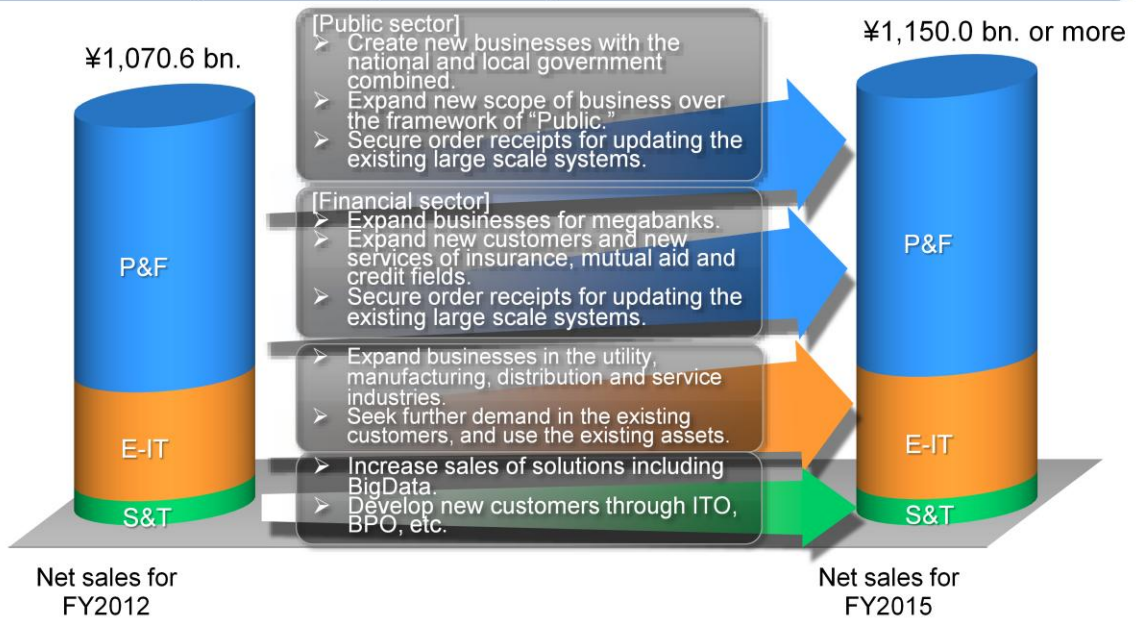 ¥1,070.6 bn.
P&F
E-IT
S&T
Net sales for
FY2012
[Public sector]
➢ Create new businesses with the
national and local government
combined.
➢ Expand new scope of business over
the framework of “Public.”
➢ Secure order receipts for updating the
existing large scale systems.
[Financial sector]
➢ Expand businesses for megabanks.
➢ Expand new customers and new
services of insurance, mutual aid and
credit fields.
➢ Secure order receipts for updating the
existing large scale systems.
➢ Expand businesses in the utility,
manufacturing, distribution and service
industries.
➢ Seek further demand in the existing
customers, and use the existing assets.
➢ Increase sales of solutions including
BigData.
➢ Develop new customers through ITO,
BPO, etc.
¥1,150.0 bn. or more
P&F
E-IT
S&T
Net sales for
FY2015